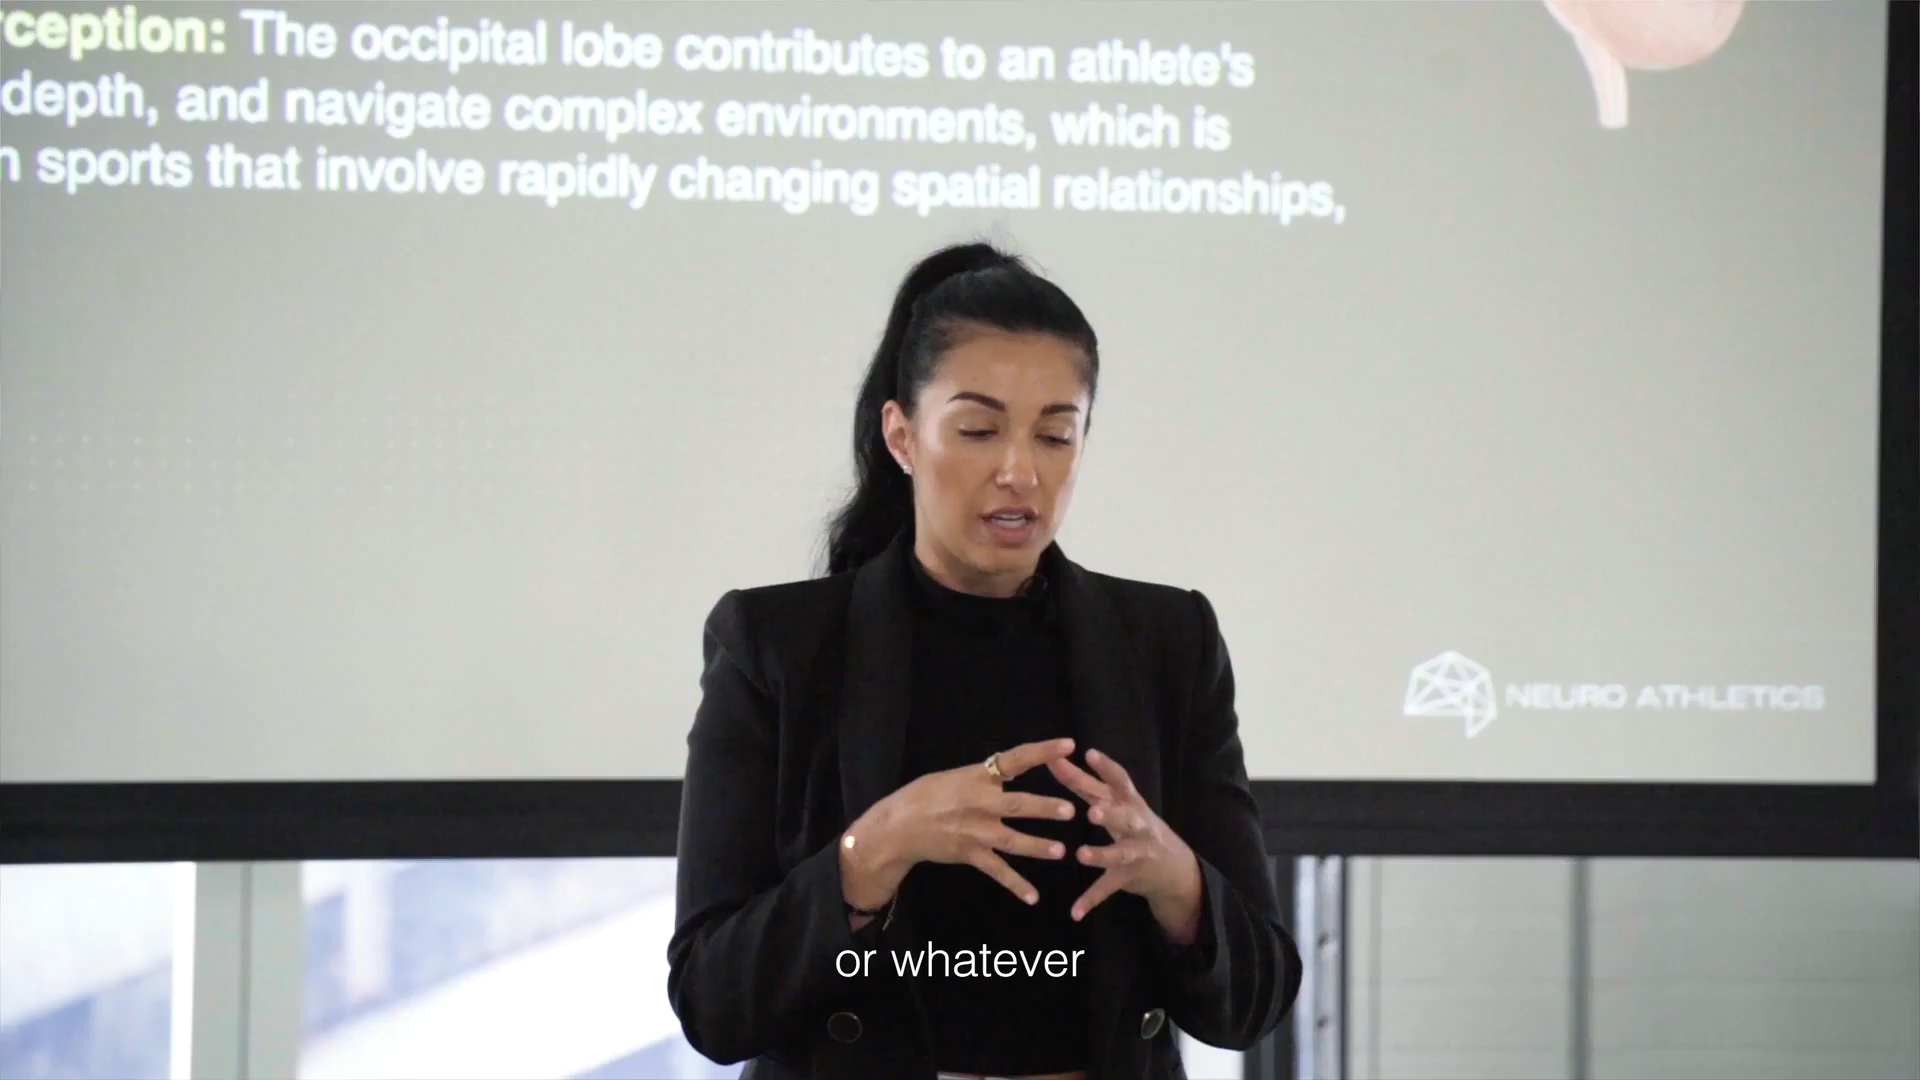 rception: The occipital lobe contributes to an athlete's
depth, and navigate complex environments, which is
n sports that involve rapidly changing spatial relationships,
NEURO ATHLETICS
or whatever